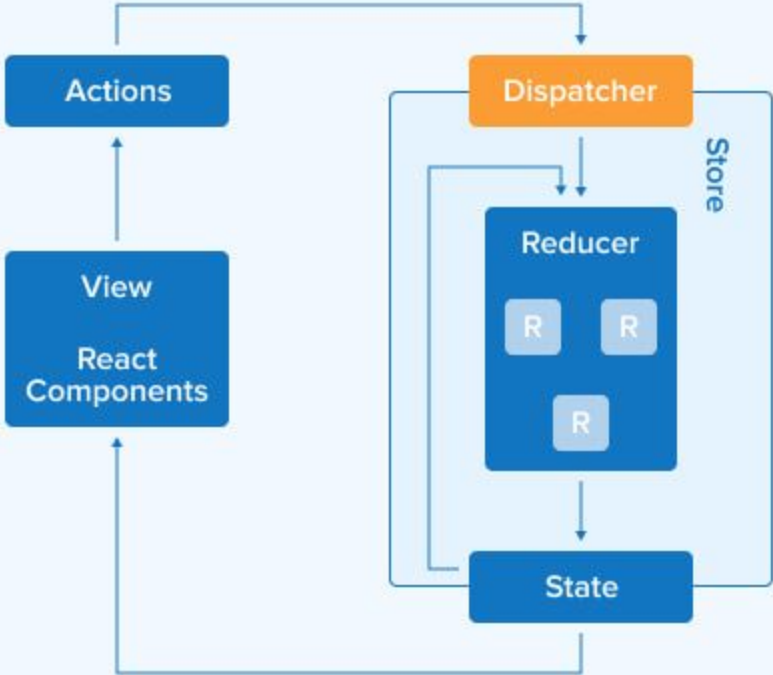 Actions
Dispatcher
Store
Reducer
View
R
R
React
Components
R
State